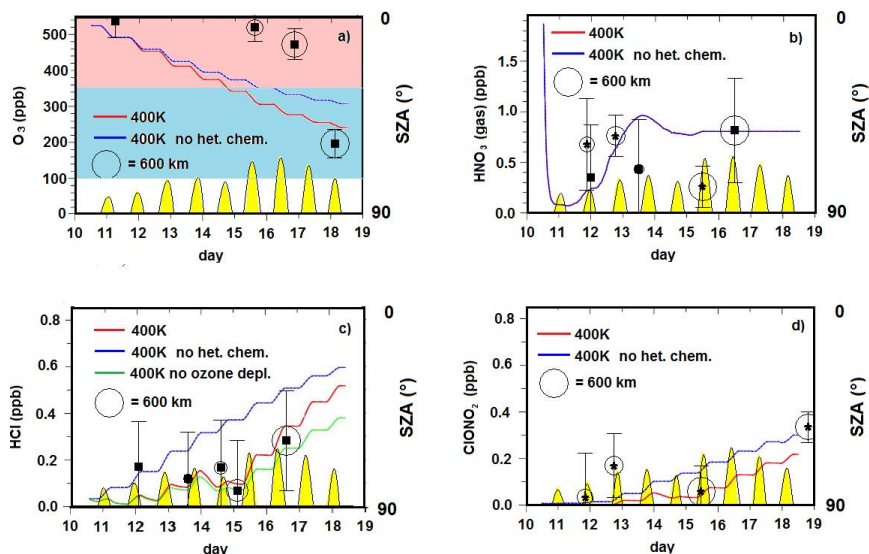 a)
O3 (ppb)
500
400
300
200
100
0
400K
400K no het. chem.
= 600 km
10 11 12 13 14 15 16 17 18 19
day
0
SZA (°)
90
b)
HNO3 (gas) (ppb)
1.5
1.0
0.5
0.0
400K
400K no het. chem.
= 600 km
10 11 12 13 14 15 16 17 18 19
day
0
SZA (°)
90
c)
HCl (ppb)
0.8
0.6
0.4
0.2
0.0
400K
400K no het. chem.
400K no ozone depl.
= 600 km
10 11 12 13 14 15 16 17 18 19
day
0
SZA (°)
90
d)
ClONO2 (ppb)
0.8
0.6
0.4
0.2
0.0
400K
400K no het. chem.
= 600 km
10 11 12 13 14 15 16 17 18 19
day
0
SZA (°)
90